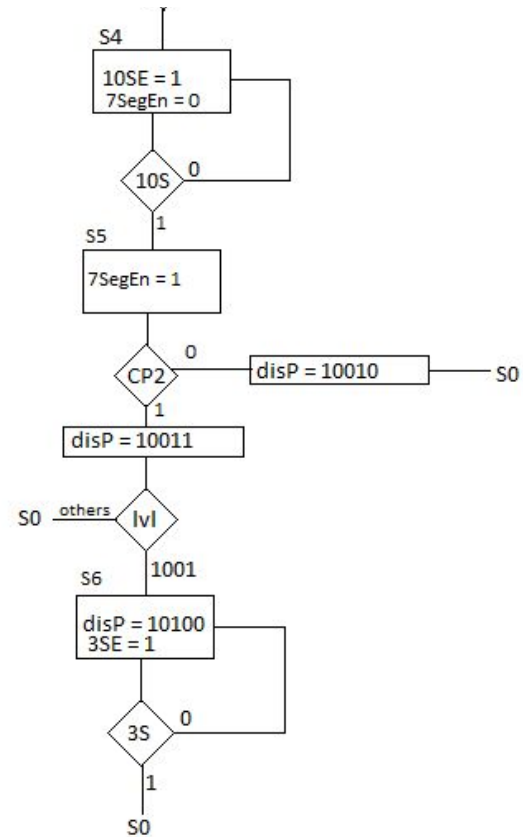 S4
10SE = 1
7SegEn = 0
0
10S
1
S5
7SegEn = 1
0
CP2
disP = 10010
S0
1
disP = 10011
S0
others
lvl
1001
S6
disP = 10100
3SE = 1
0
3S
1
S0